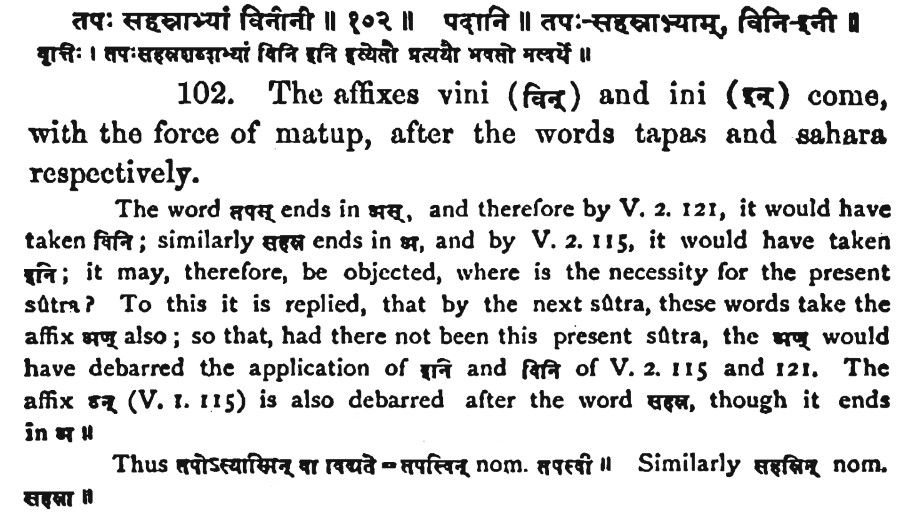 तपः सहस्राभ्यां विनीनी ॥ १०२ ॥ पदानि ॥ तपः-सहस्राभ्याम्, विनि-इनी ॥
वृत्तिः । तपःसहस्रशब्दाभ्यां विनि इनि इत्येतौ प्रत्ययौ भवतो मत्वर्थे ॥
102. The affixes vini (विन्) and ini (इन्) come,
with the force of matup, after the words tapas and sahara
respectively.
The word तपस् ends in अस्, and therefore by V. 2. 121, it would have
taken विनि; similarly सहस्र ends in अ, and by V. 2. 115, it would have taken
इनि; it may, therefore, be objected, where is the necessity for the present
sûtra? To this it is replied, that by the next sûtra, these words take the
affix अण् also; so that, had there not been this present sûtra, the अण् would
have debarred the application of इनि and विनि of V. 2. 115 and 121. The
affix ठन् (V. 1. 115) is also debarred after the word सहस्र, though it ends
in अ ॥
Thus तपोऽस्यास्मिन् वा विद्यते = तपस्विन् nom. तपस्वी ॥ Similarly सहस्रिन् nom.
सहस्रा ॥